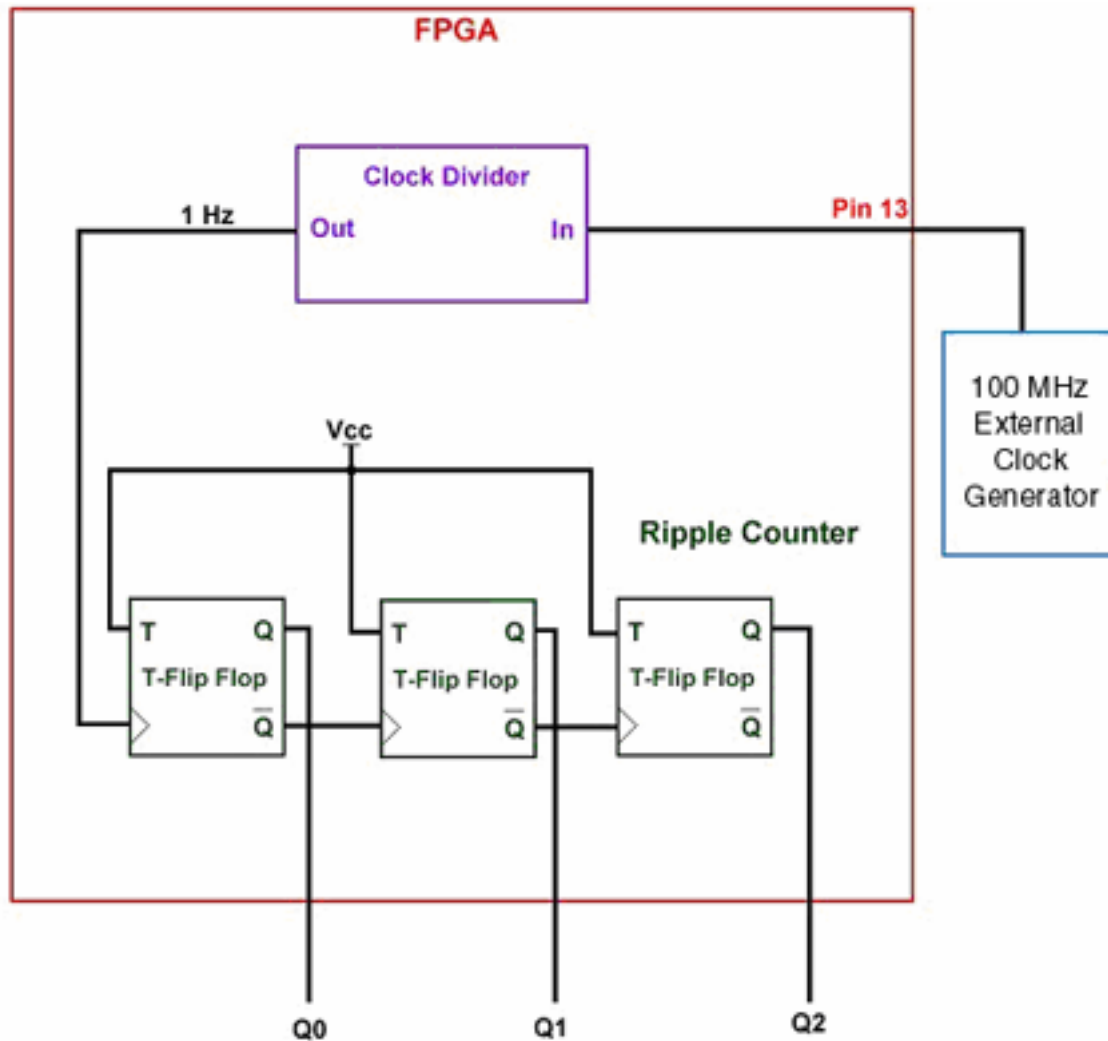 FPGA
Clock Divider
1 Hz
Out
In
Pin 13
100 MHz
External
Clock
Generator
Vcc
Ripple Counter
T
Q
T-Flip Flop
Q̅
T
Q
T-Flip Flop
Q̅
T
Q
T-Flip Flop
Q̅
Q0
Q1
Q2